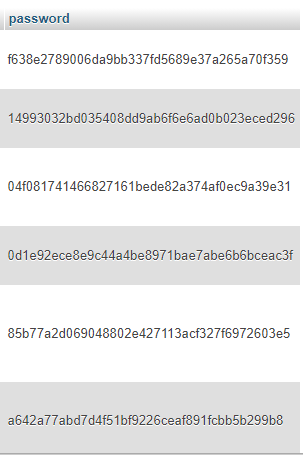 password
f638e2789006da9bb337fd5689e37a265a70f359
14993032bd035408dd9ab6f6e6ad0b023eced296
04f081741466827161bede82a374af0ec9a39e31
0d1e92ece8e9c44a4be8971bae7abe6b6bceac3f
85b77a2d069048802e427113acf327f6972603e5
a642a77abd7d4f51bf9226ceaf891fcbb5b299b8